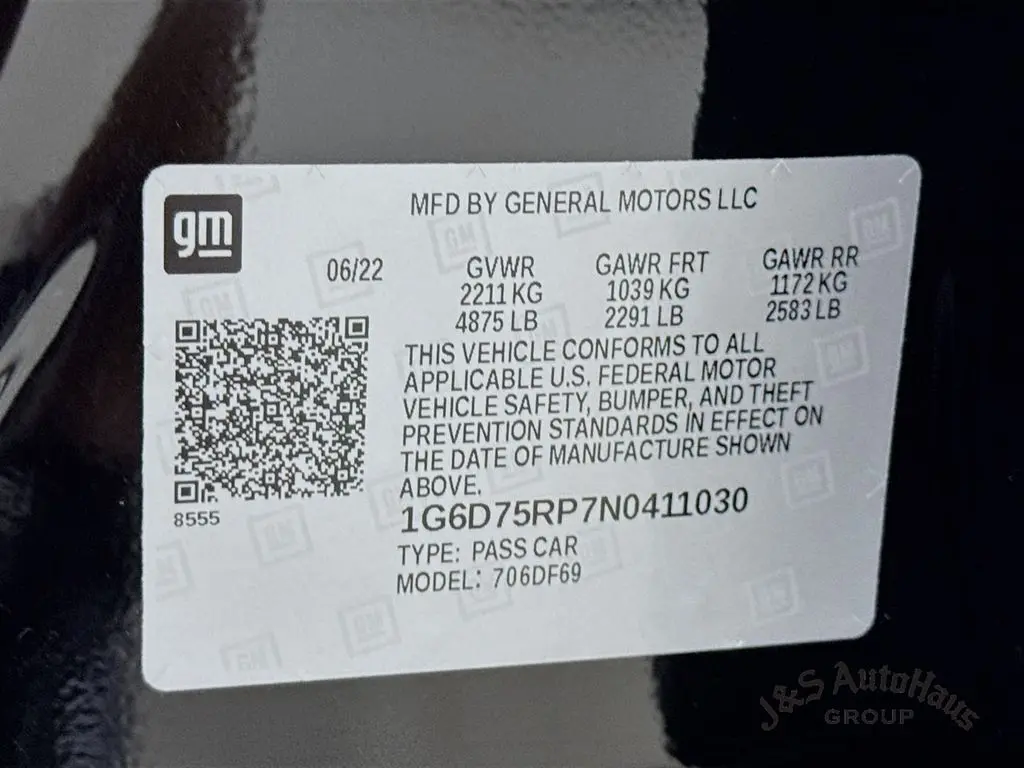 gm
MFD BY GENERAL MOTORS LLC
06/22
GVWR
2211 KG
4875 LB
GAWR FRT
1039 KG
2291 LB
GAWR RR
1172 KG
2583 LB
THIS VEHICLE CONFORMS TO ALL
APPLICABLE U.S. FEDERAL MOTOR
VEHICLE SAFETY, BUMPER, AND THEFT
PREVENTION STANDARDS IN EFFECT ON
THE DATE OF MANUFACTURE SHOWN
ABOVE.
8555
1G6D75RP7N0411030
TYPE: PASS CAR
MODEL: 706DF69
J&S AutoHaus
GROUP